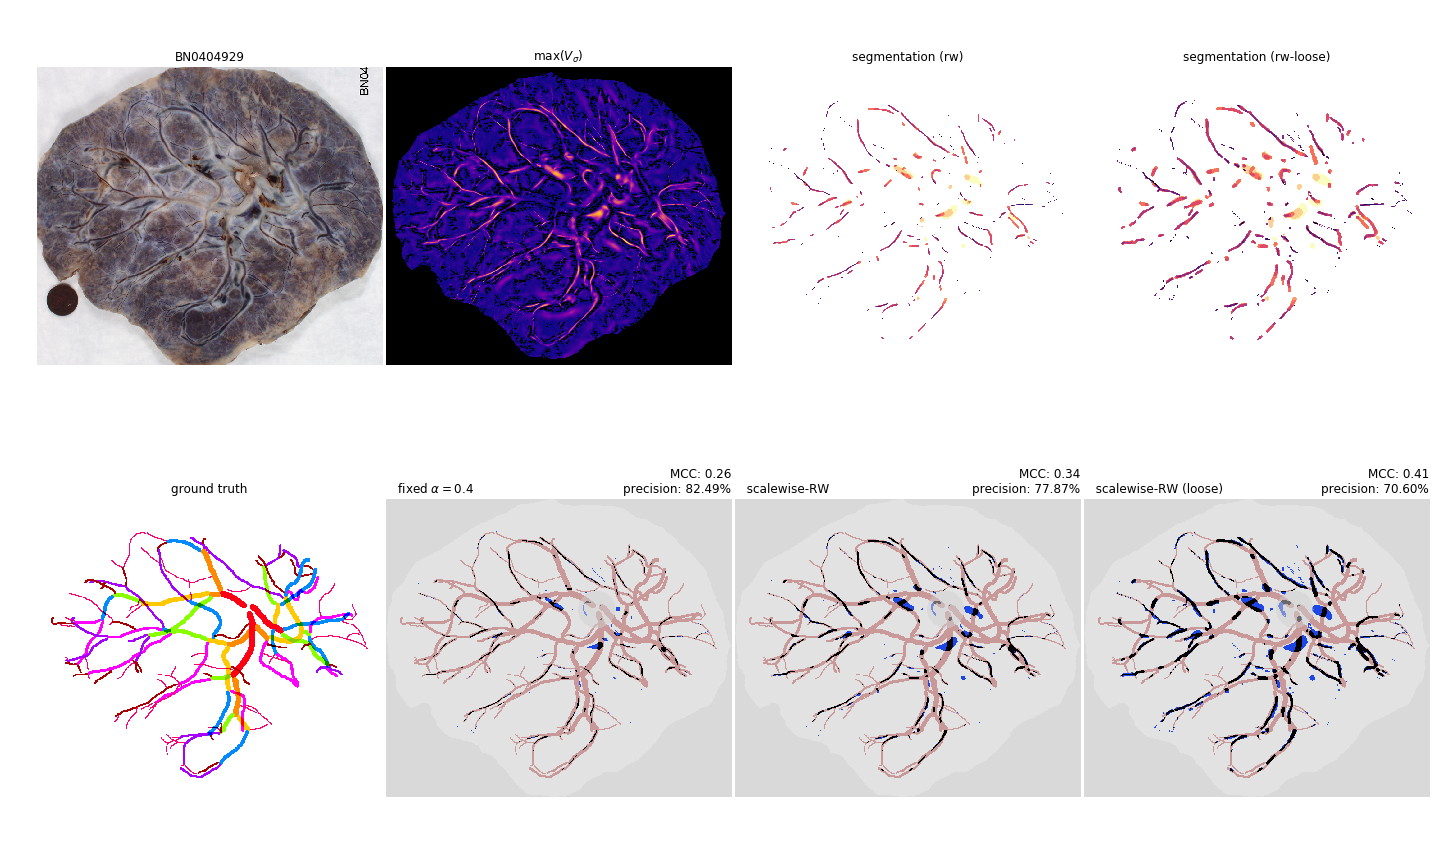 BN0404929
max(Vσ)
segmentation (rw)
segmentation (rw-loose)
BN04
ground truth
fixed α = 0.4
MCC: 0.26
precision: 82.49%
scalewise-RW
MCC: 0.34
precision: 77.87%
scalewise-RW (loose)
MCC: 0.41
precision: 70.60%